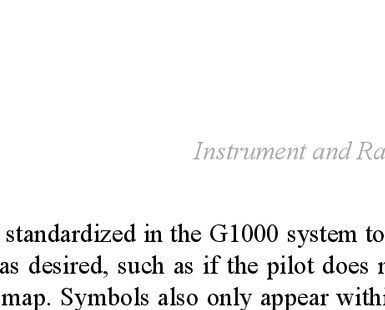 Instrument and Ra
standardized in the G1000 system to
as desired, such as if the pilot does
map. Symbols also only appear withi